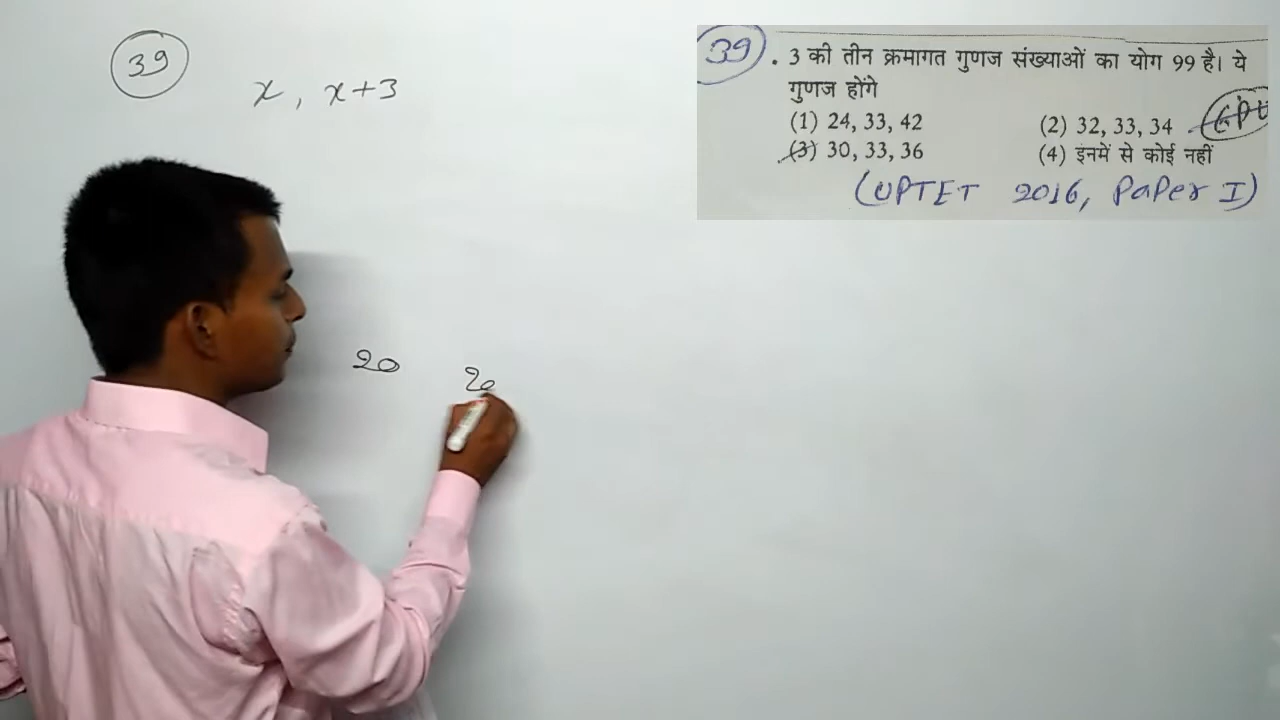 39
x, x+3
20 20
39
. 3 की तीन क्रमागत गुणज संख्याओं का योग 99 है। ये
गुणज होंगे
(1) 24, 33, 42
(2) 32, 33, 34
(3) 30, 33, 36
(4) इनमें से कोई नहीं
(UPTET 2016, PaPer I)